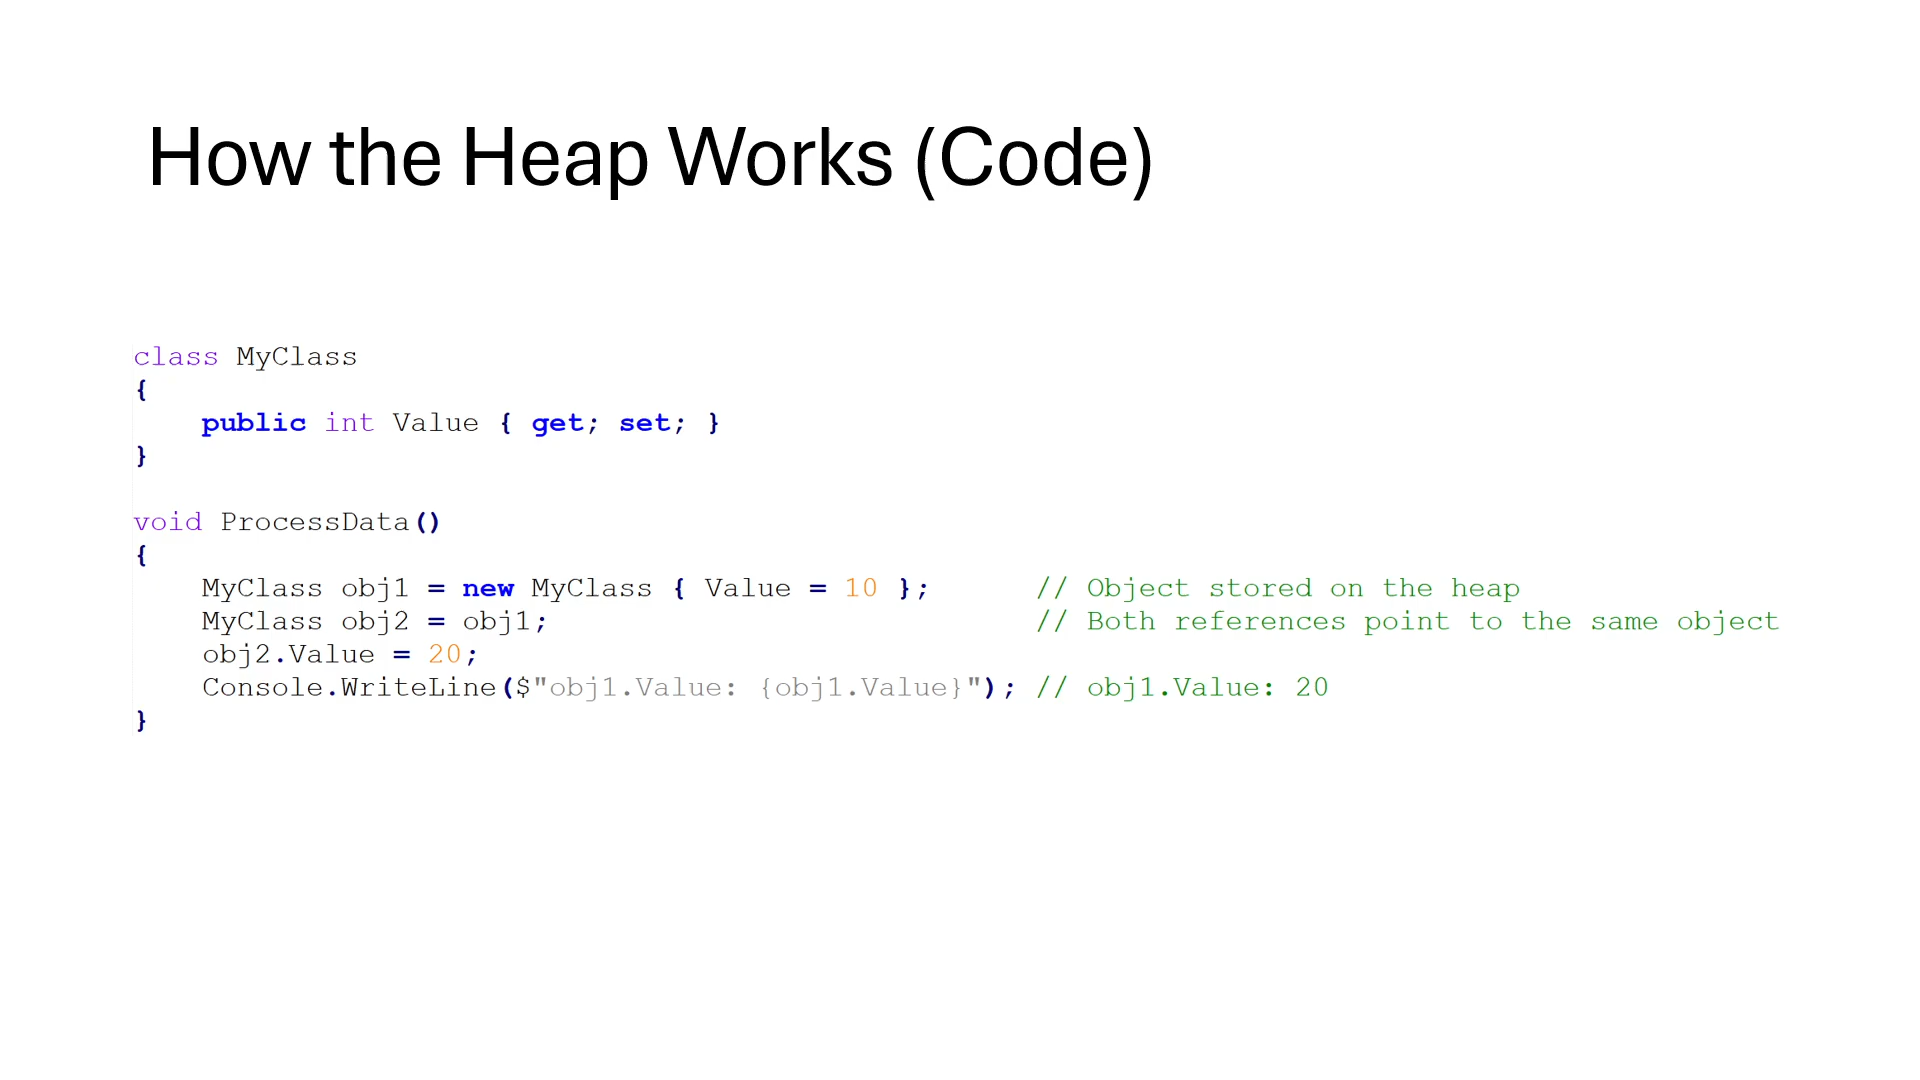 How the Heap Works (Code)
class MyClass
{
    public int Value { get; set; }
}
void ProcessData()
{
    MyClass obj1 = new MyClass { Value = 10 };      // Object stored on the heap
    MyClass obj2 = obj1;                            // Both references point to the same object
    obj2.Value = 20;
    Console.WriteLine($"obj1.Value: {obj1.Value}"); // obj1.Value: 20
}